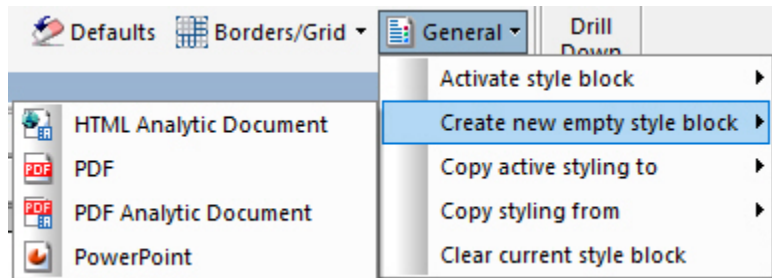 Defaults Borders/Grid General Drill
Down
Activate style block
HTML Analytic Document Create new empty style block
PDF Copy active styling to
PDF Analytic Document Copy styling from
PowerPoint Clear current style block